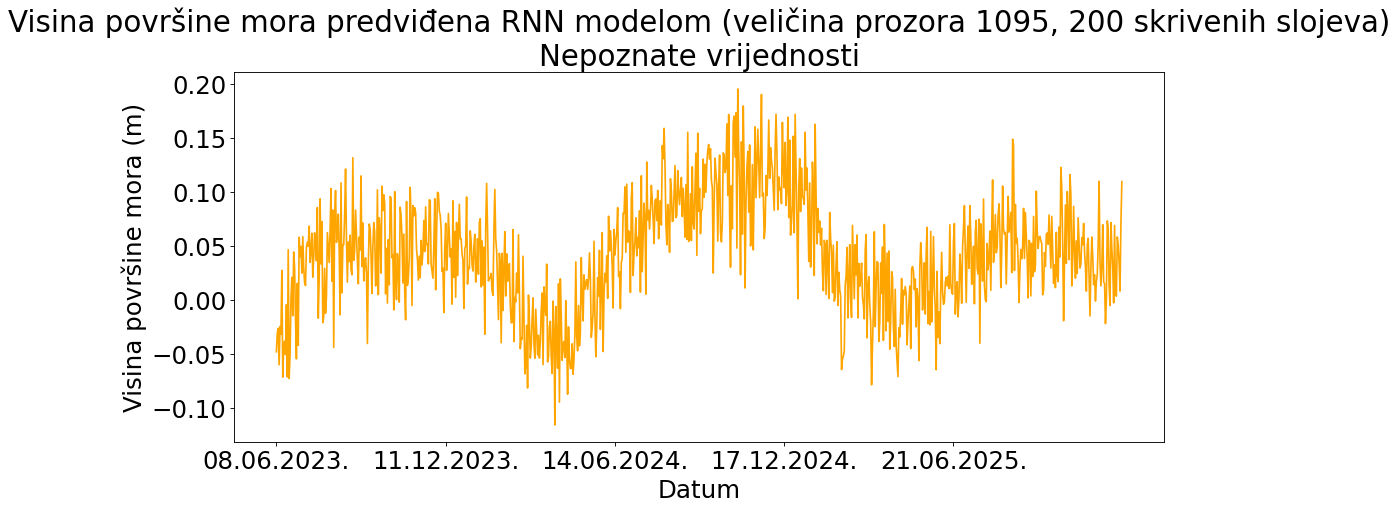 Visina površine mora predviđena RNN modelom (veličina prozora 1095, 200 skrivenih slojeva)
Nepoznate vrijednosti
Visina površine mora (m)
0.20
0.15
0.10
0.05
0.00
−0.05
−0.10
08.06.2023. 11.12.2023. 14.06.2024. 17.12.2024. 21.06.2025.
Datum